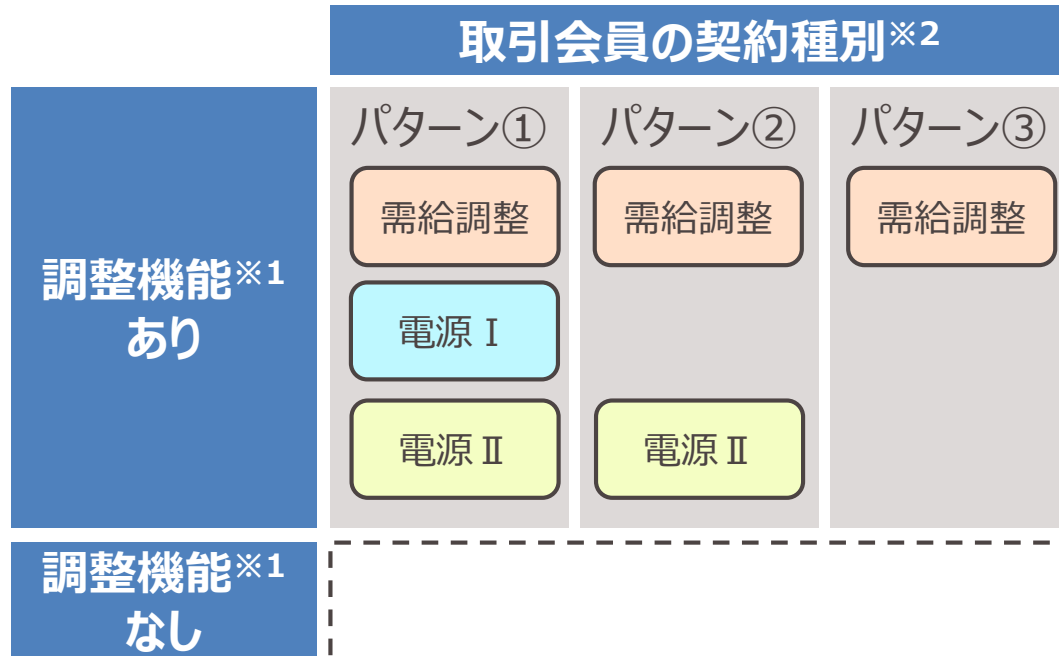 取引会員の契約種別※2
調整機能※1
あり
パターン① パターン② パターン③
需給調整 需給調整 需給調整
電源Ⅰ
電源Ⅱ 電源Ⅱ
調整機能※1
なし